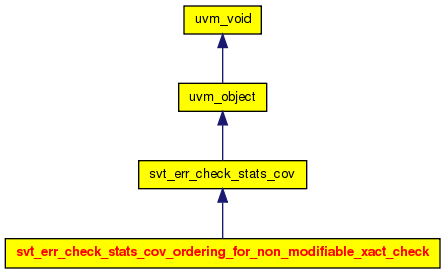 uvm_void
uvm_object
svt_err_check_stats_cov
svt_err_check_stats_cov_ordering_for_non_modifiable_xact_check